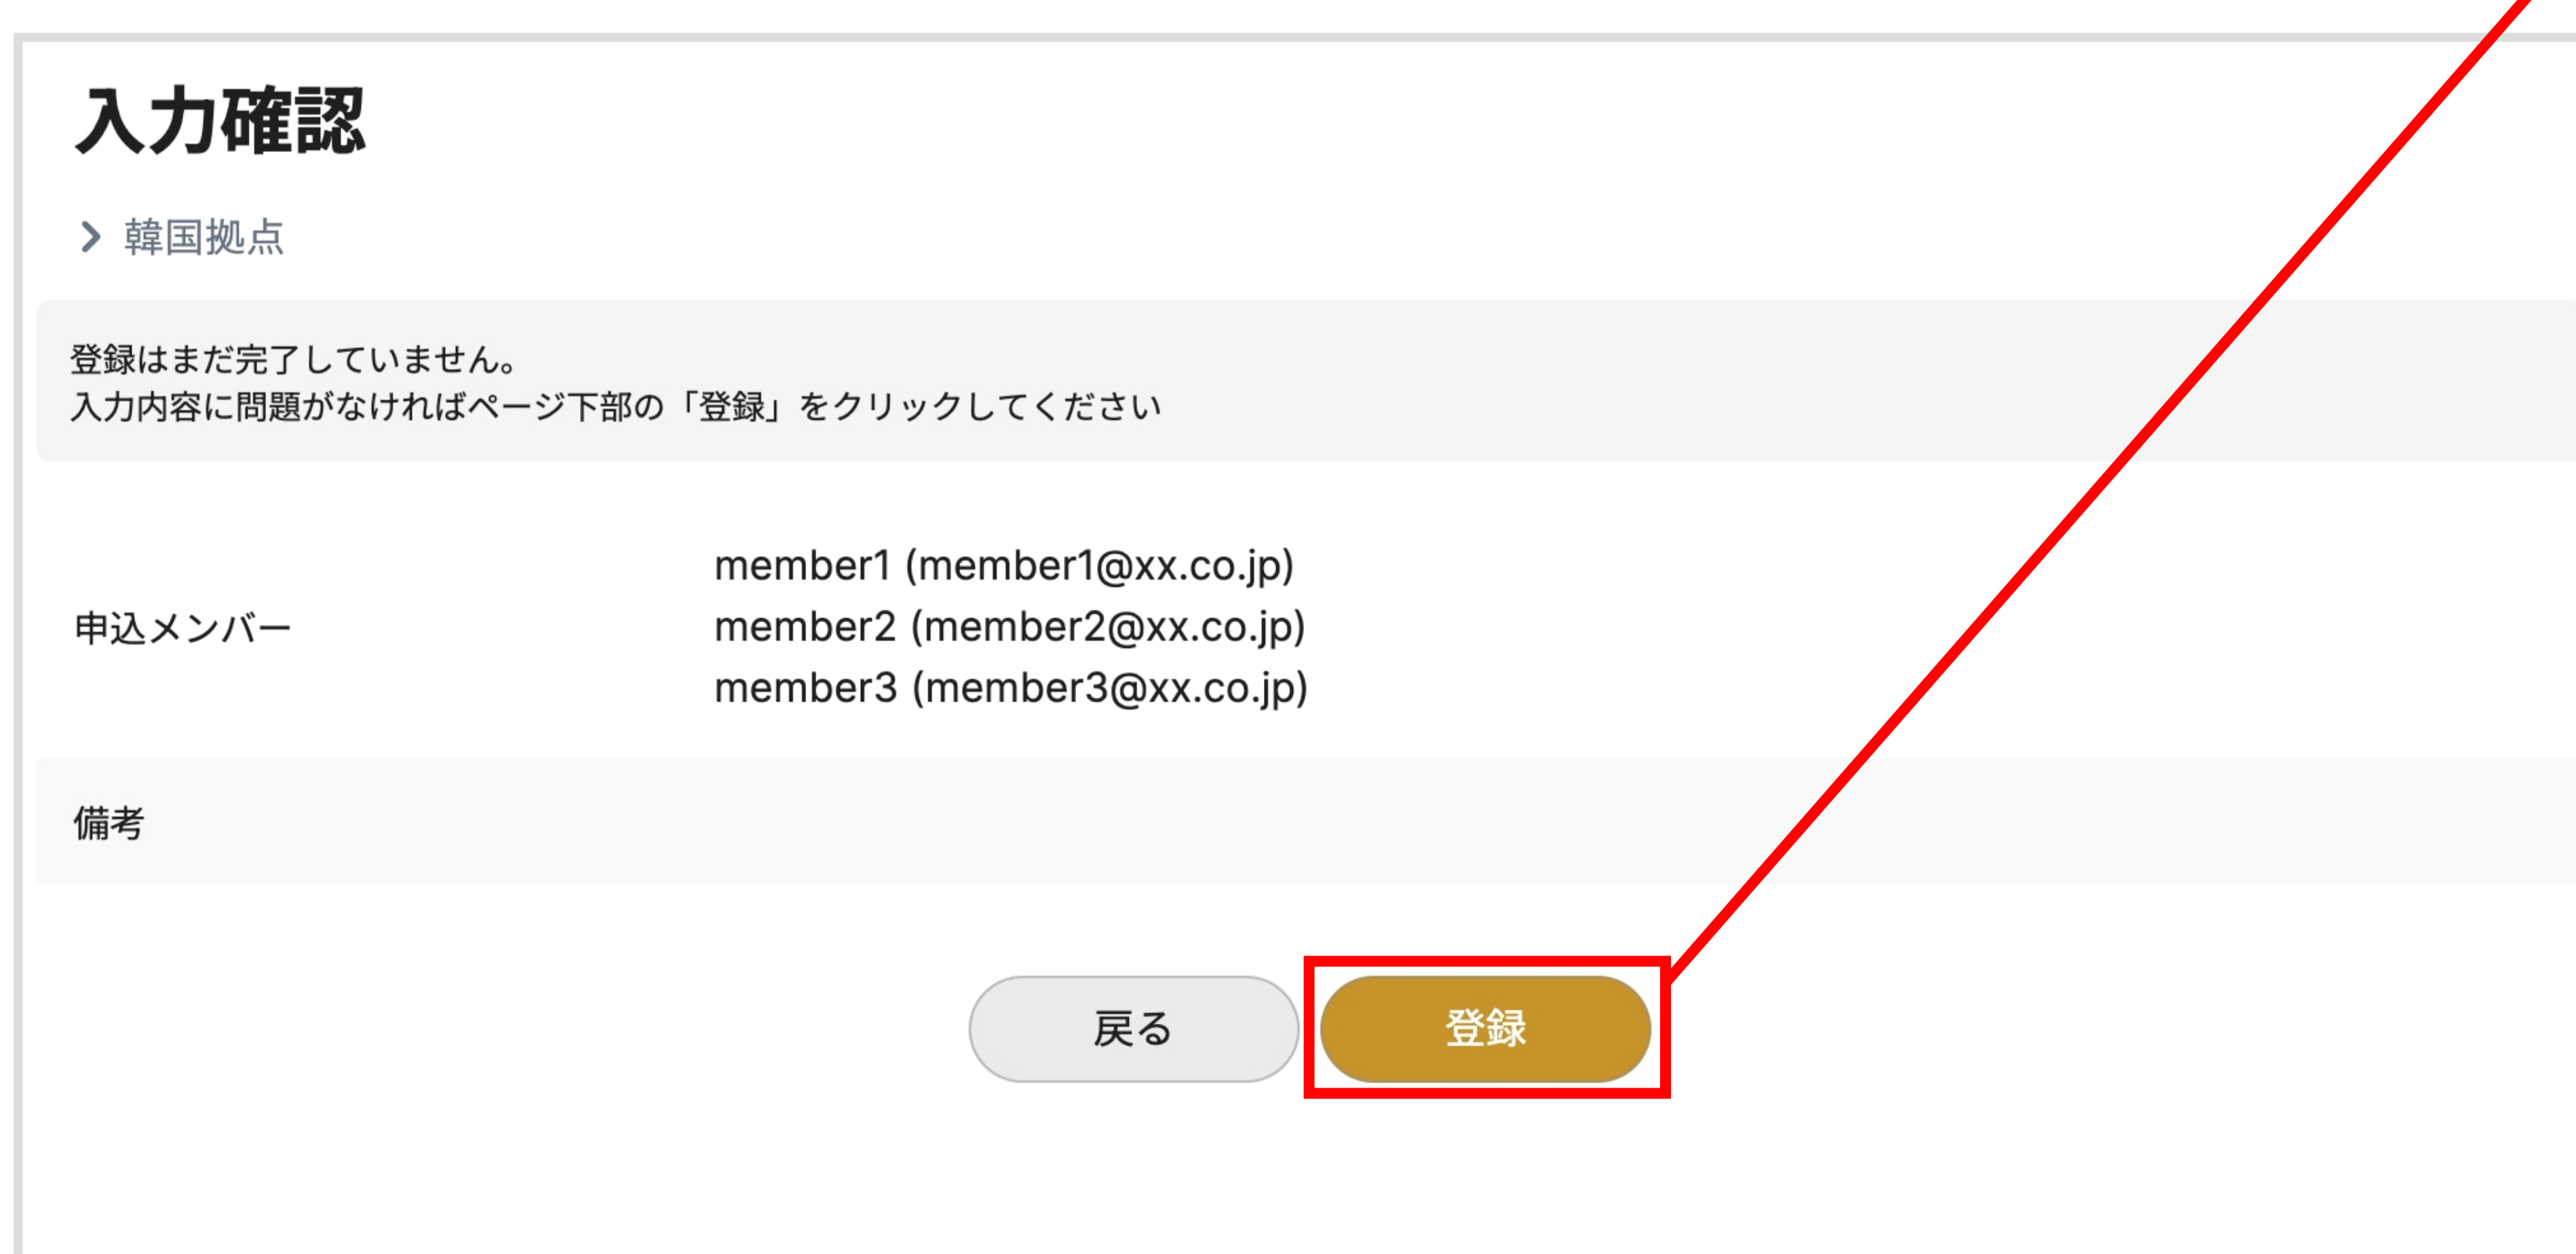 入力確認
韓国拠点
登録はまだ完了していません。
入力内容に問題がなければページ下部の「登録」をクリックしてください
申込メンバー
member1 (member1@xx.co.jp)
member2 (member2@xx.co.jp)
member3 (member3@xx.co.jp)
備考
戻る
登録